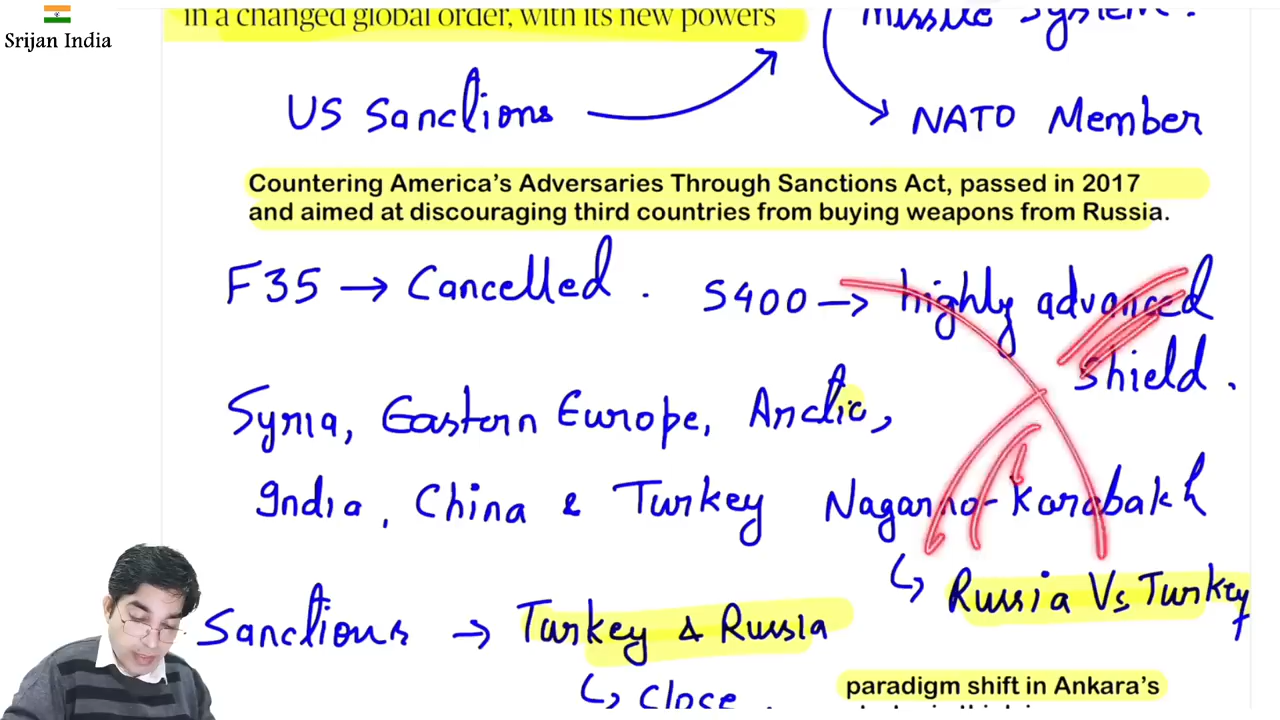 Srijan India
in a changed global order, with its new powers
Missile System.
US Sanctions
NATO Member
Countering America's Adversaries Through Sanctions Act, passed in 2017
and aimed at discouraging third countries from buying weapons from Russia.
F35 → Cancelled.
S400 → highly advanced
shield.
Syria, Eastern Europe, Arctic,
India, China & Turkey
Nagarno-Karabakh
↳ Russia Vs Turkey
Sanctions → Turkey & Russia
↳ Close.
paradigm shift in Ankara's